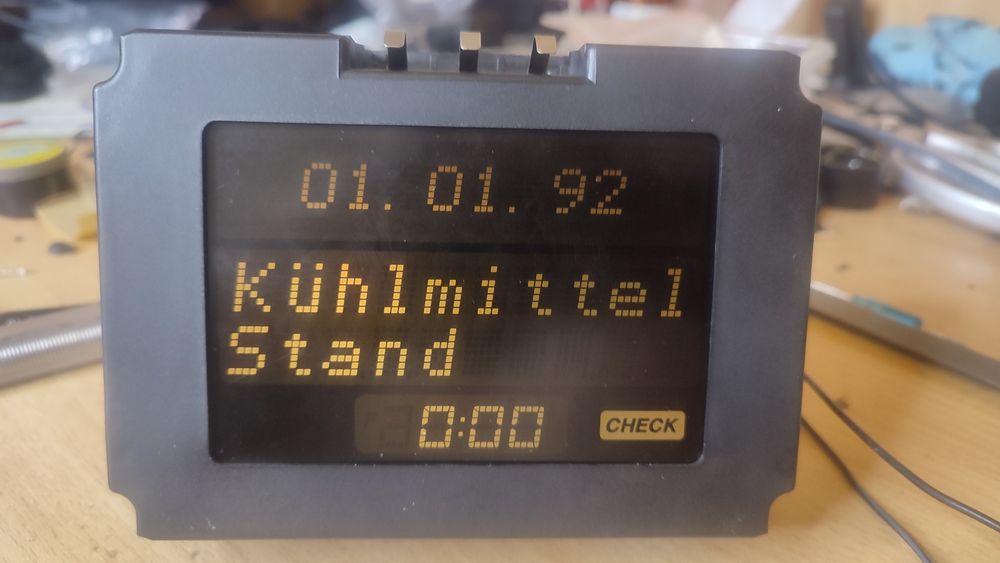 01. 01. 92
Kühlmittel
Stand
0:00
CHECK